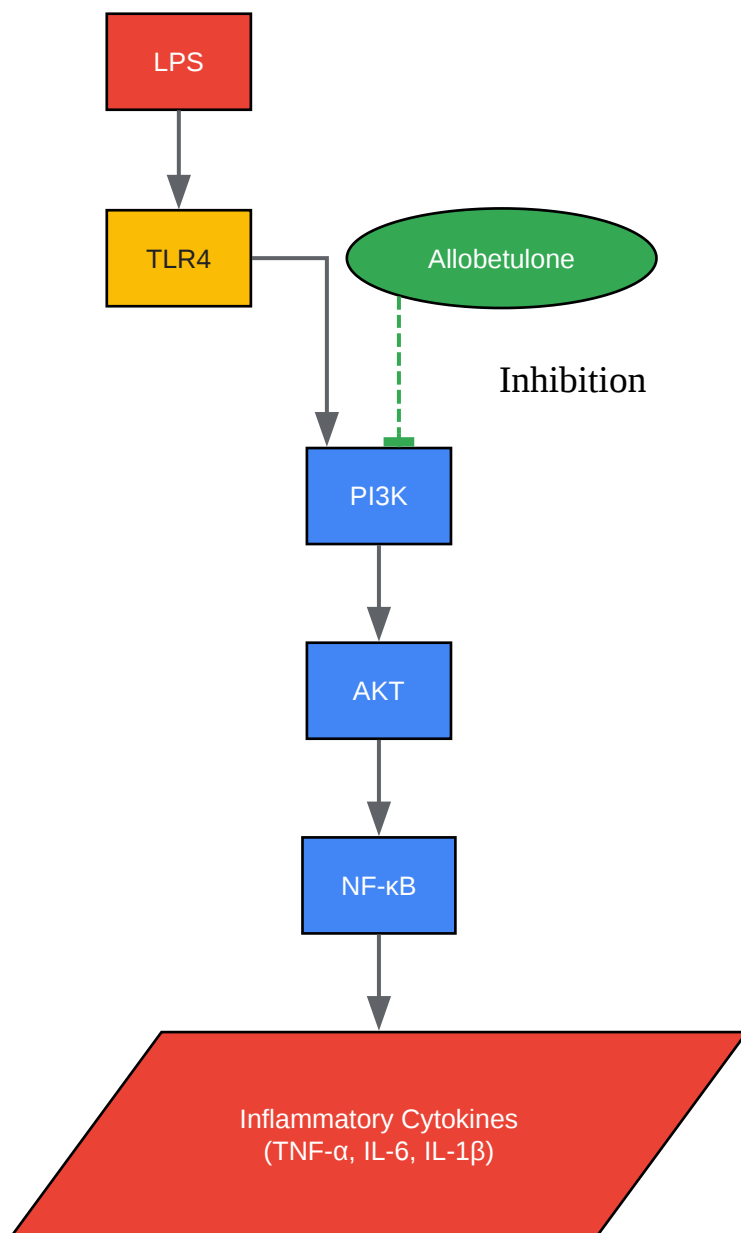 LPS
TLR4
Allobetulone
Inhibition
PI3K
AKT
NF-κB
Inflammatory Cytokines
(TNF-α, IL-6, IL-1β)